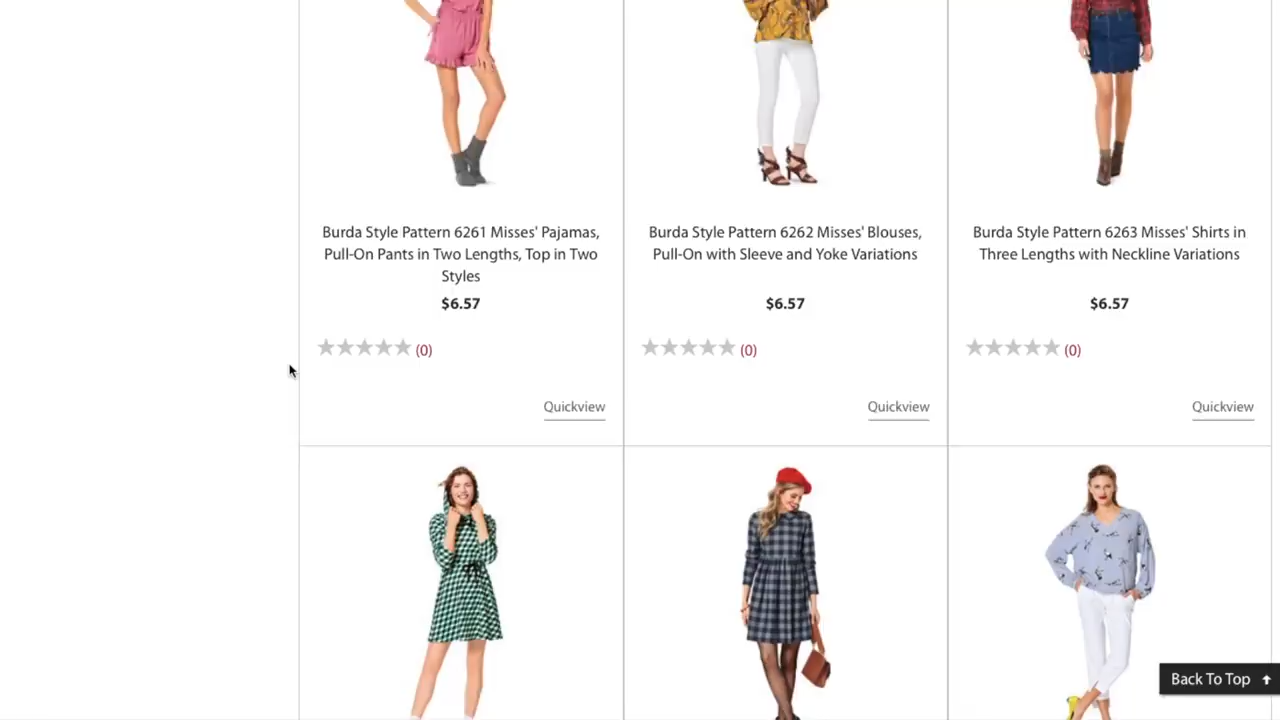 Burda Style Pattern 6261 Misses' Pajamas,
Pull-On Pants in Two Lengths, Top in Two
Styles
$6.57
(0)
Quickview
Burda Style Pattern 6262 Misses' Blouses,
Pull-On with Sleeve and Yoke Variations
$6.57
(0)
Quickview
Burda Style Pattern 6263 Misses' Shirts in
Three Lengths with Neckline Variations
$6.57
(0)
Quickview
Back To Top